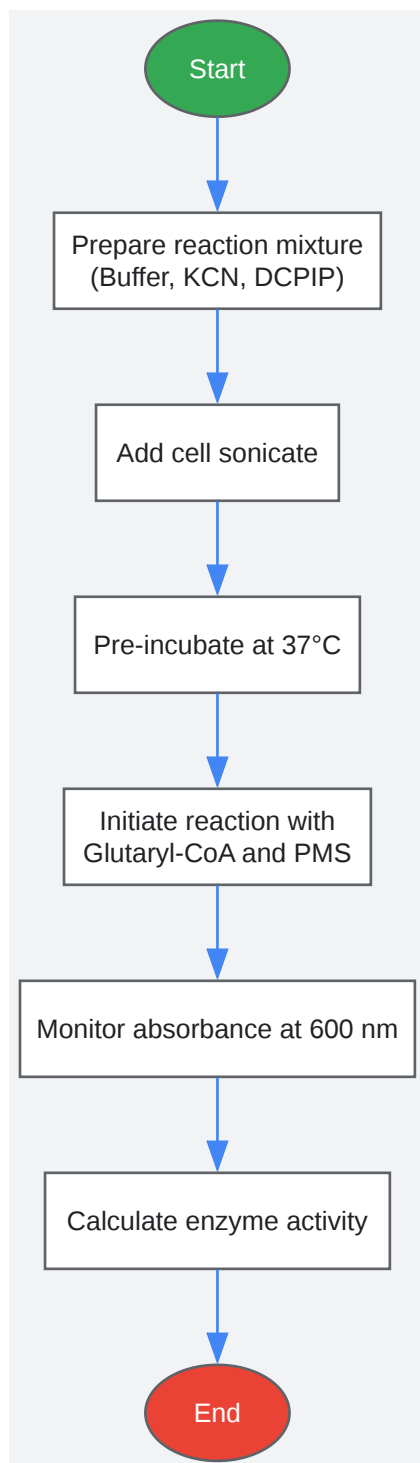 Start
Prepare reaction mixture
(Buffer, KCN, DCPIP)
Add cell sonicate
Pre-incubate at 37°C
Initiate reaction with
Glutaryl-CoA and PMS
Monitor absorbance at 600 nm
Calculate enzyme activity
End